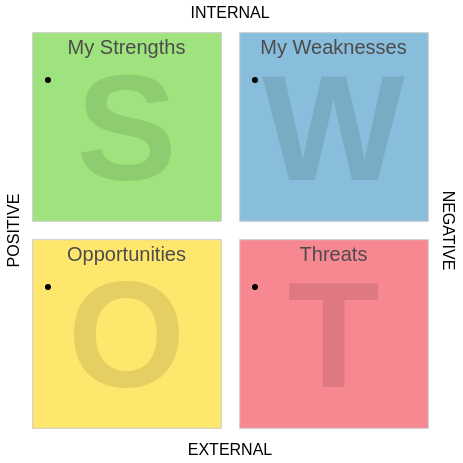 INTERNAL
My Strengths
My Weaknesses
•
•
S
W
POSITIVE
NEGATIVE
Opportunities
Threats
•
•
O
T
EXTERNAL